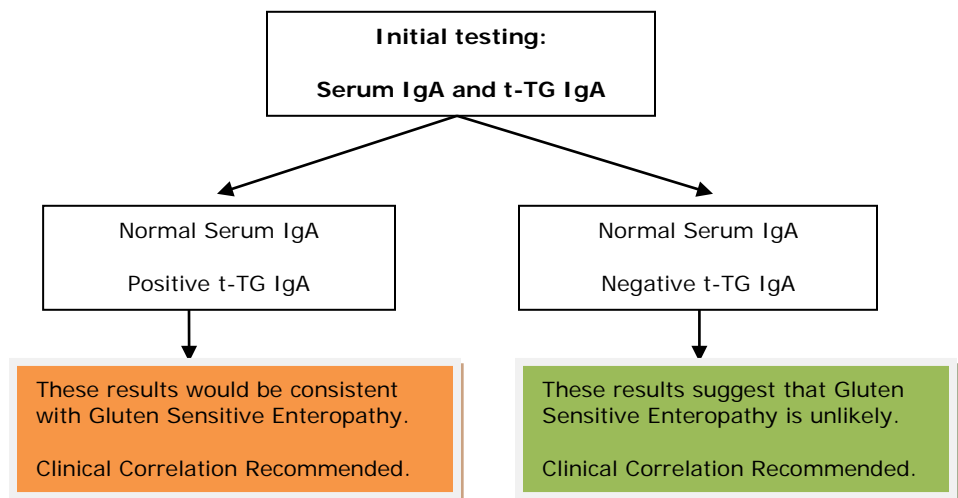 Initial testing:
Serum IgA and t-TG IgA
Normal Serum IgA
Positive t-TG IgA
Normal Serum IgA
Negative t-TG IgA
These results would be consistent
with Gluten Sensitive Enteropathy.
Clinical Correlation Recommended.
These results suggest that Gluten
Sensitive Enteropathy is unlikely.
Clinical Correlation Recommended.